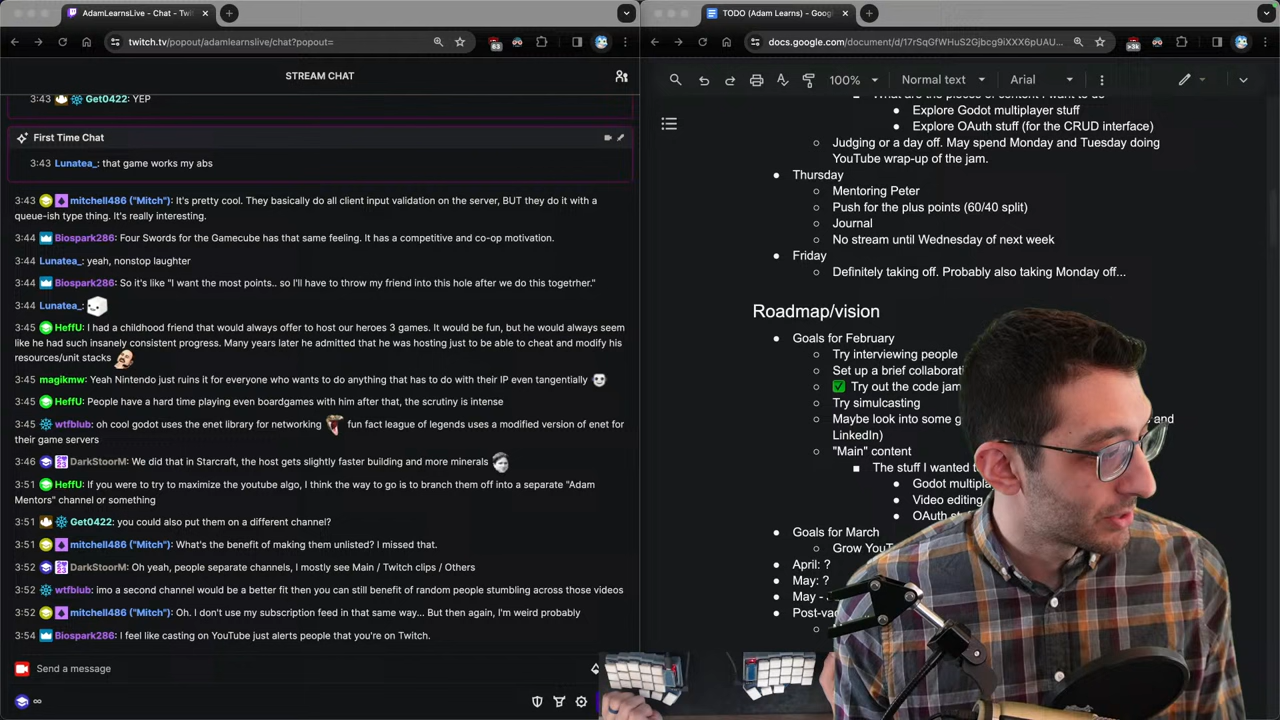 AdamLearnsLive - Chat - Twi
twitch.tv/popout/adamlearnslive/chat?popout=
63
STREAM CHAT
3:43 Get0422: YEP
First Time Chat
3:43 Lunatea_: that game works my abs
3:43 mitchell486 ("Mitch"): It's pretty cool. They basically do all client input validation on the server, BUT they do it with a
queue-ish type thing. It's really interesting.
3:44 Biospark286: Four Swords for the Gamecube has that same feeling. It has a competitive and co-op motivation.
3:44 Lunatea_: yeah, nonstop laughter
3:44 Biospark286: So it's like "I want the most points.. so I'll have to throw my friend into this hole after we do this togetrher."
3:44 Lunatea_:
3:45 HeffU: I had a childhood friend that would always offer to host our heroes 3 games. It would be fun, but he would always seem
like he had such insanely consistent progress. Many years later he admitted that he was hosting just to be able to cheat and modify his
resources/unit stacks
3:45 magikmw: Yeah Nintendo just ruins it for everyone who wants to do anything that has to do with their IP even tangentially
3:45 HeffU: People have a hard time playing even boardgames with him after that, the scrutiny is intense
3:45 wtfblub: oh cool godot uses the enet library for networking fun fact league of legends uses a modified version of enet for
their game servers
3:46 DarkStoorM: We did that in Starcraft, the host gets slightly faster building and more minerals
3:51 HeffU: If you were to try to maximize the youtube algo, I think the way to go is to branch them off into a separate "Adam
Mentors" channel or something
3:51 Get0422: you could also put them on a different channel?
3:51 mitchell486 ("Mitch"): What's the benefit of making them unlisted? I missed that.
3:52 DarkStoorM: Oh yeah, people separate channels, I mostly see Main / Twitch clips / Others
3:52 wtfblub: imo a second channel would be a better fit then you can still benefit of random people stumbling across those videos
3:52 mitchell486 ("Mitch"): Oh. I don't use my subscription feed in that same way... But then again, I'm weird probably
3:54 Biospark286: I feel like casting on YouTube just alerts people that you're on Twitch.
Send a message
∞
TODO (Adam Learns) - Goog
docs.google.com/document/d/17rSqGfWHuS2Gjbcg9iXXX6pUAU...
>3k
100%
Normal text
Arial
What are the pieces of content I want to do
Explore Godot multiplayer stuff
Explore OAuth stuff (for the CRUD interface)
Judging or a day off. May spend Monday and Tuesday doing
YouTube wrap-up of the jam.
Thursday
Mentoring Peter
Push for the plus points (60/40 split)
Journal
No stream until Wednesday of next week
Friday
Definitely taking off. Probably also taking Monday off...
Roadmap/vision
Goals for February
Try interviewing people
Set up a brief collaborati
✅ Try out the code jam
Try simulcasting
Maybe look into some g s and
LinkedIn)
"Main" content
The stuff I wanted t
Godot multipla
Video editing
OAuth st
Goals for March
Grow YouT
April: ?
May: ?
May -
Post-va